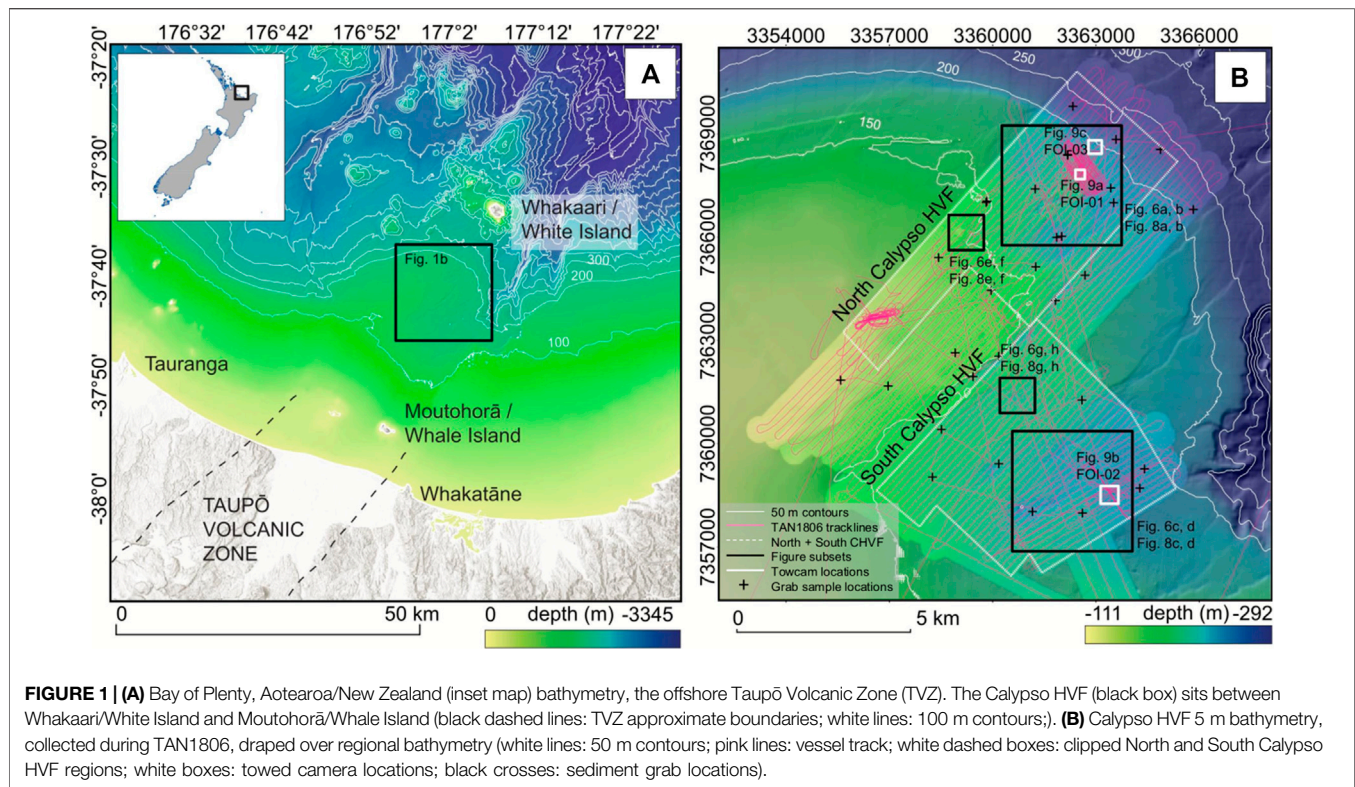 176°32' 176°42' 176°52' 177°2' 177°12' 177°22'
-37°20'
-37°30'
-37°40'
-37°50'
-38°0'
A
Whakaari /
White Island
Fig. 1b
300
200
100
Tauranga
Moutohorā /
Whale Island
Whakatāne
TAUPŌ
VOLCANIC
ZONE
0 50 km
0 depth (m) -3345
3354000 3357000 3360000 3363000 3366000
7369000
7366000
7363000
7360000
7357000
B
300
250
200
150
Fig. 9c
FOI-03
Fig. 9a
FOI-01
Fig. 6a, b
Fig. 8a, b
North Calypso HVF
Fig. 6e, f
Fig. 8e, f
South Calypso HVF
Fig. 6g, h
Fig. 8g, h
Fig. 9b
FOI-02
Fig. 6c, d
Fig. 8c, d
50 m contours
TAN1806 tracklines
North + South CHVF
Figure subsets
Towcam locations
Grab sample locations
0 5 km
-111 depth (m) -292
FIGURE 1 | (A) Bay of Plenty, Aotearoa/New Zealand (inset map) bathymetry, the offshore Taupō Volcanic Zone (TVZ). The Calypso HVF (black box) sits between
Whakaari/White Island and Moutohorā/Whale Island (black dashed lines: TVZ approximate boundaries; white lines: 100 m contours;). (B) Calypso HVF 5 m bathymetry,
collected during TAN1806, draped over regional bathymetry (white lines: 50 m contours; pink lines: vessel track; white dashed boxes: clipped North and South Calypso
HVF regions; white boxes: towed camera locations; black crosses: sediment grab locations).